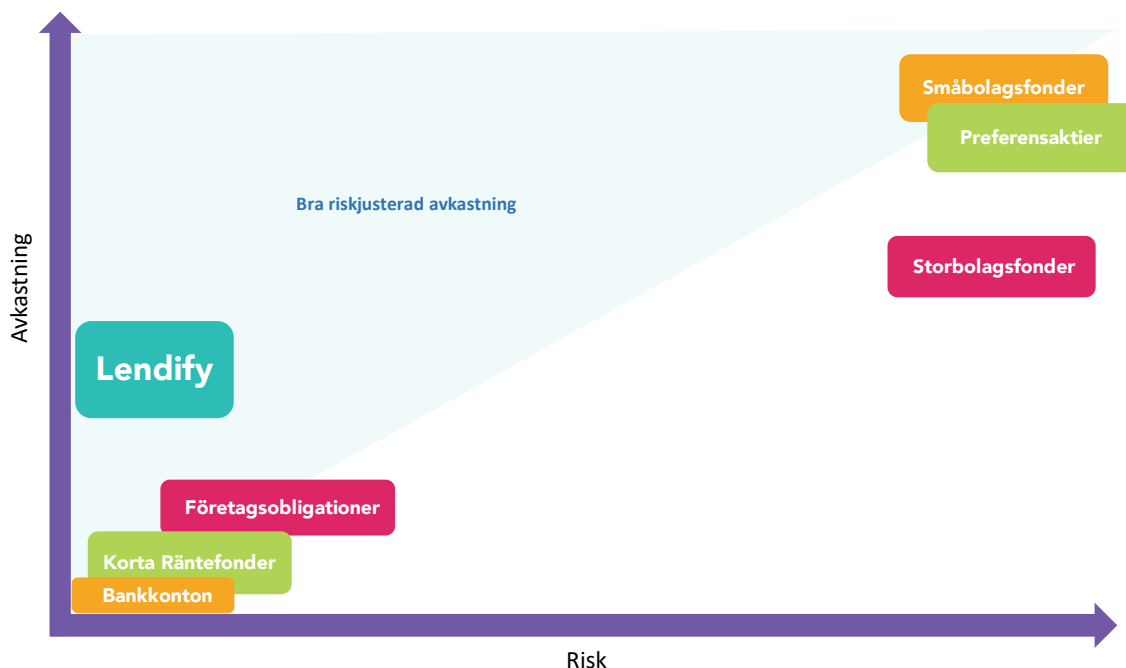 Småbolagsfonder
Preferensaktier
Bra riskjusterad avkastning
Storbolagsfonder
Avkastning
Lendify
Företagsobligationer
Korta Räntefonder
Bankkonton
Risk